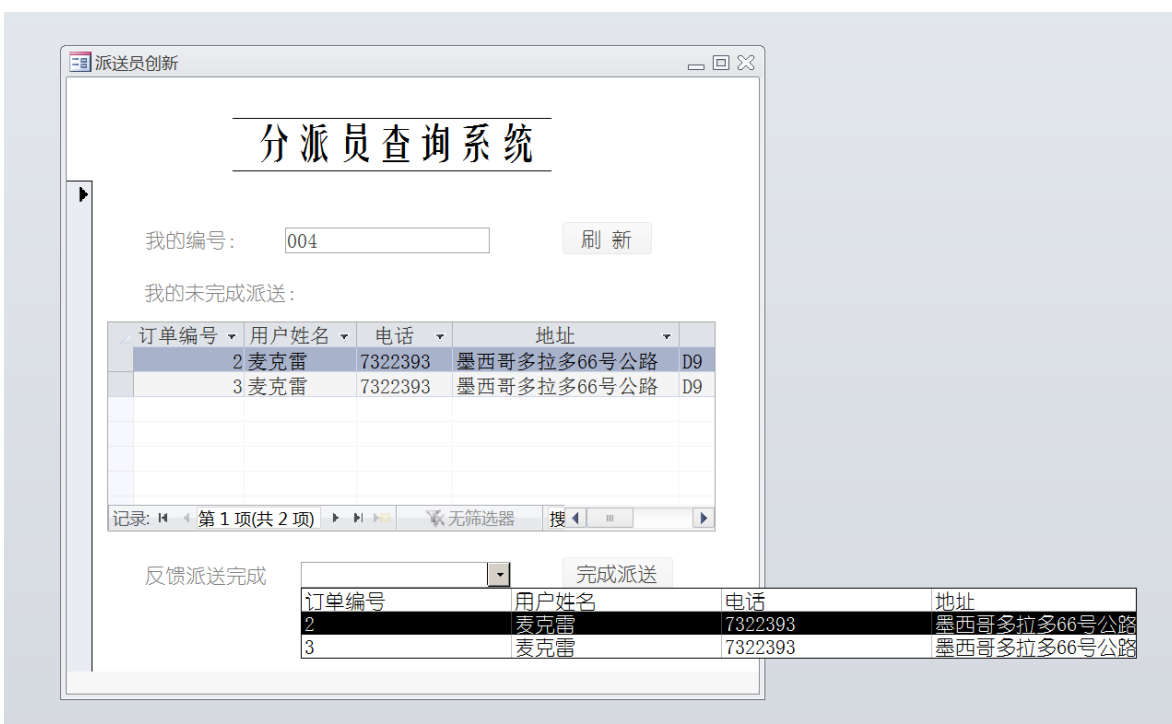 派送员创新
分派员查询系统
我的编号: 004 刷 新
我的未完成派送:
订单编号 用户姓名 电话 地址
2 麦克雷 7322393 墨西哥多拉多66号公路 D9
3 麦克雷 7322393 墨西哥多拉多66号公路 D9
记录: 第 1 项(共 2 项) 无筛选器 搜
反馈派送完成 完成派送
订单编号 用户姓名 电话 地址
2 麦克雷 7322393 墨西哥多拉多66号公路
3 麦克雷 7322393 墨西哥多拉多66号公路